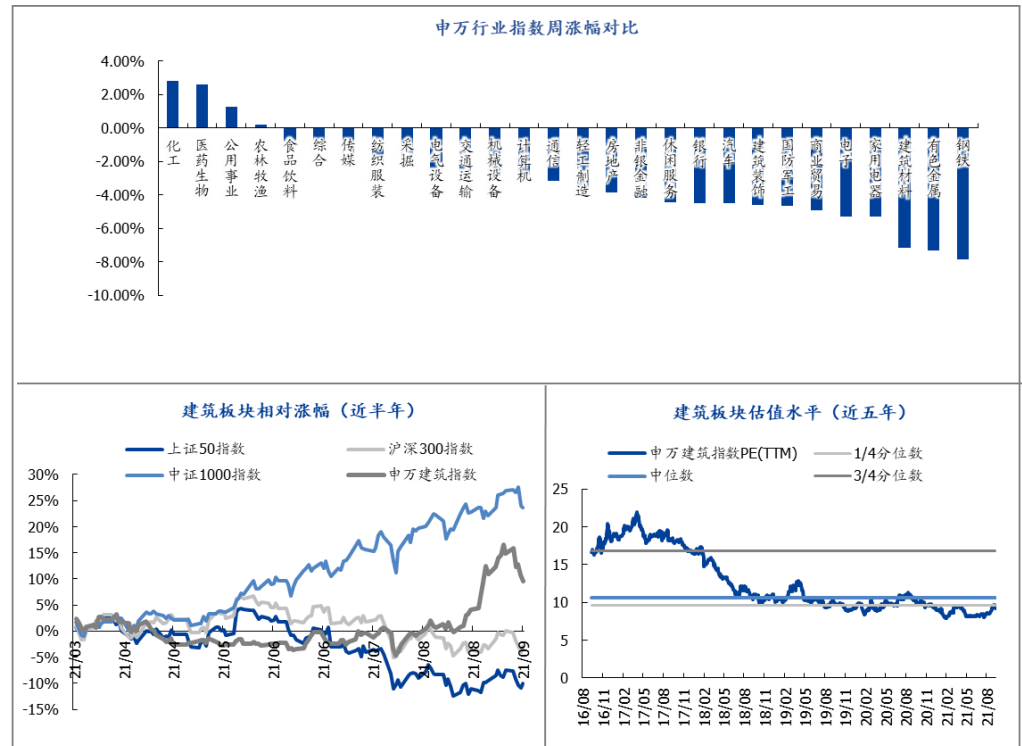 申万行业指数周涨幅对比
4.00%
2.00%
0.00%
-2.00%
-4.00%
-6.00%
-8.00%
-10.00%
化工
医药生物
公用事业
农林牧渔
食品饮料
综合
传媒
纺织服装
采掘
电气设备
交通运输
机械设备
计算机
通信
轻工制造
房地产
非银金融
休闲服务
银行
汽车
建筑装饰
国防军工
商业贸易
电子
家用电器
建筑材料
有色金属
钢铁
建筑板块相对涨幅（近半年）
上证50指数
沪深300指数
中证1000指数
申万建筑指数
30%
25%
20%
15%
10%
5%
0%
-5%
-10%
-15%
21/03
21/04
21/04
21/05
21/06
21/06
21/07
21/08
21/08
21/09
建筑板块估值水平（近五年）
申万建筑指数PE(TTM)
1/4分位数
中位数
3/4分位数
25
20
15
10
5
0
16/08
16/11
17/02
17/05
17/08
17/11
18/02
18/05
18/08
18/11
19/02
19/05
19/08
19/11
20/02
20/05
20/08
20/11
21/02
21/05
21/08